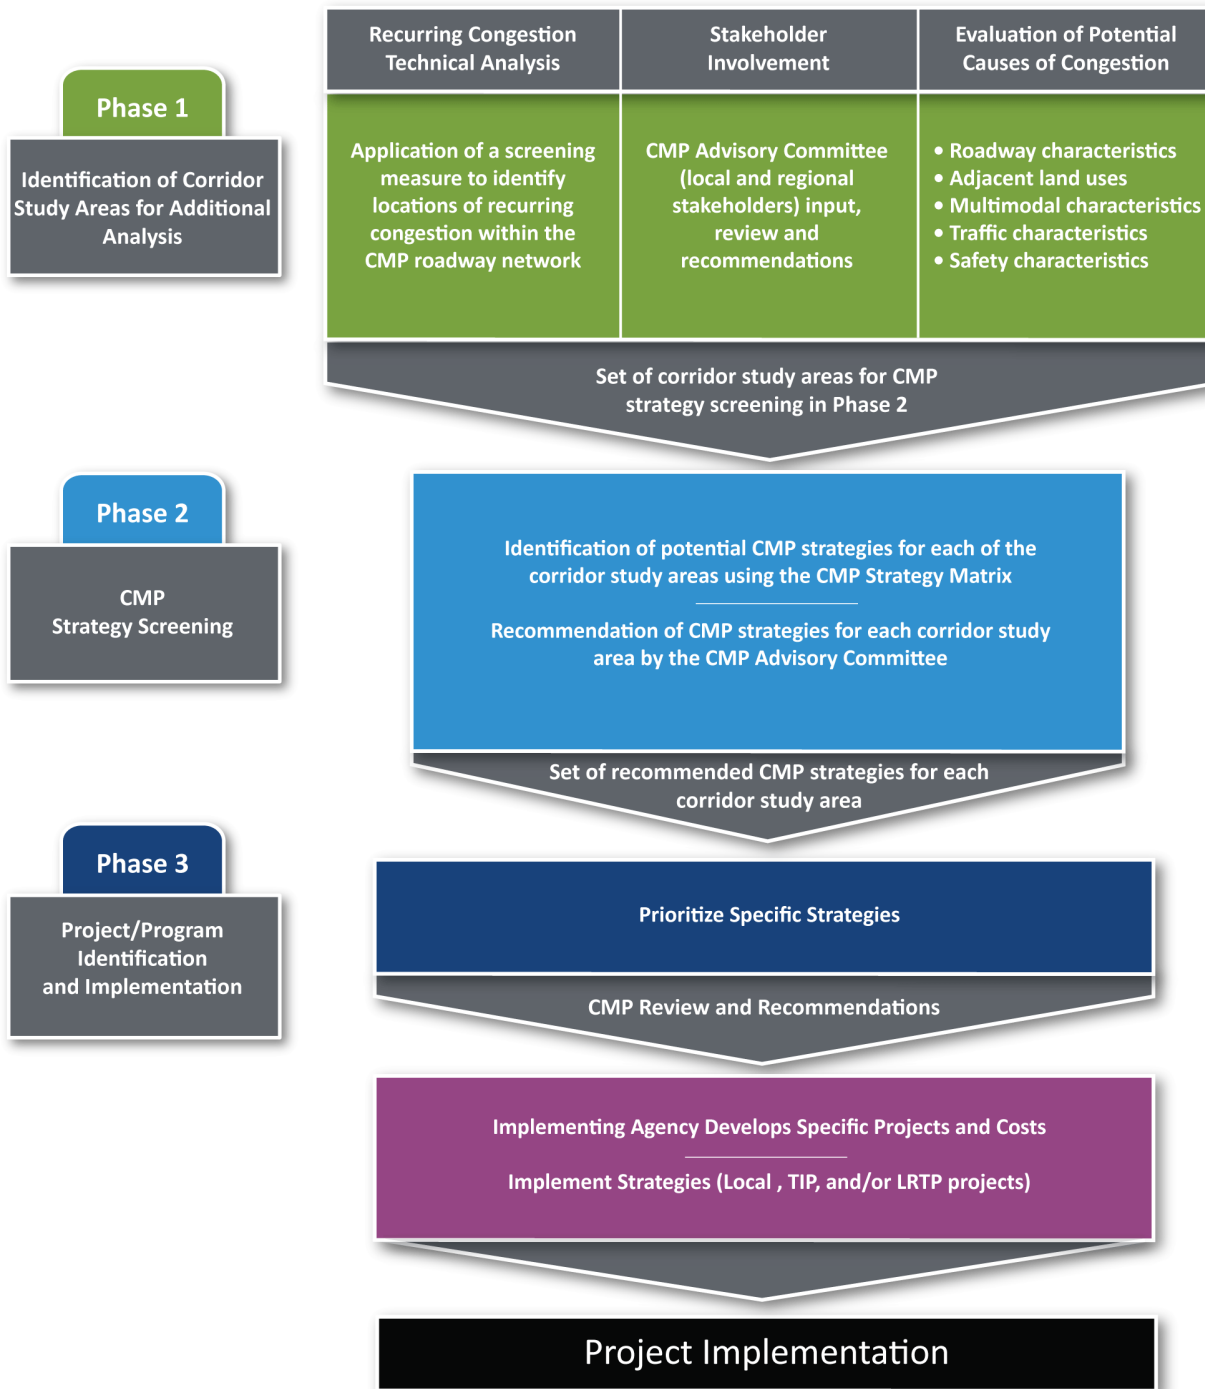 Phase 1
Identification of Corridor
Study Areas for Additional
Analysis
Recurring Congestion
Technical Analysis
Stakeholder
Involvement
Evaluation of Potential
Causes of Congestion
Application of a screening
measure to identify
locations of recurring
congestion within the
CMP roadway network
CMP Advisory Committee
(local and regional
stakeholders) input,
review and
recommendations
• Roadway characteristics
• Adjacent land uses
• Multimodal characteristics
• Traffic characteristics
• Safety characteristics
Set of corridor study areas for CMP
strategy screening in Phase 2
Phase 2
CMP
Strategy Screening
Identification of potential CMP strategies for each of the
corridor study areas using the CMP Strategy Matrix
Recommendation of CMP strategies for each corridor study
area by the CMP Advisory Committee
Set of recommended CMP strategies for each
corridor study area
Phase 3
Project/Program
Identification
and Implementation
Prioritize Specific Strategies
CMP Review and Recommendations
Implementing Agency Develops Specific Projects and Costs
Implement Strategies (Local , TIP, and/or LRTP projects)
Project Implementation